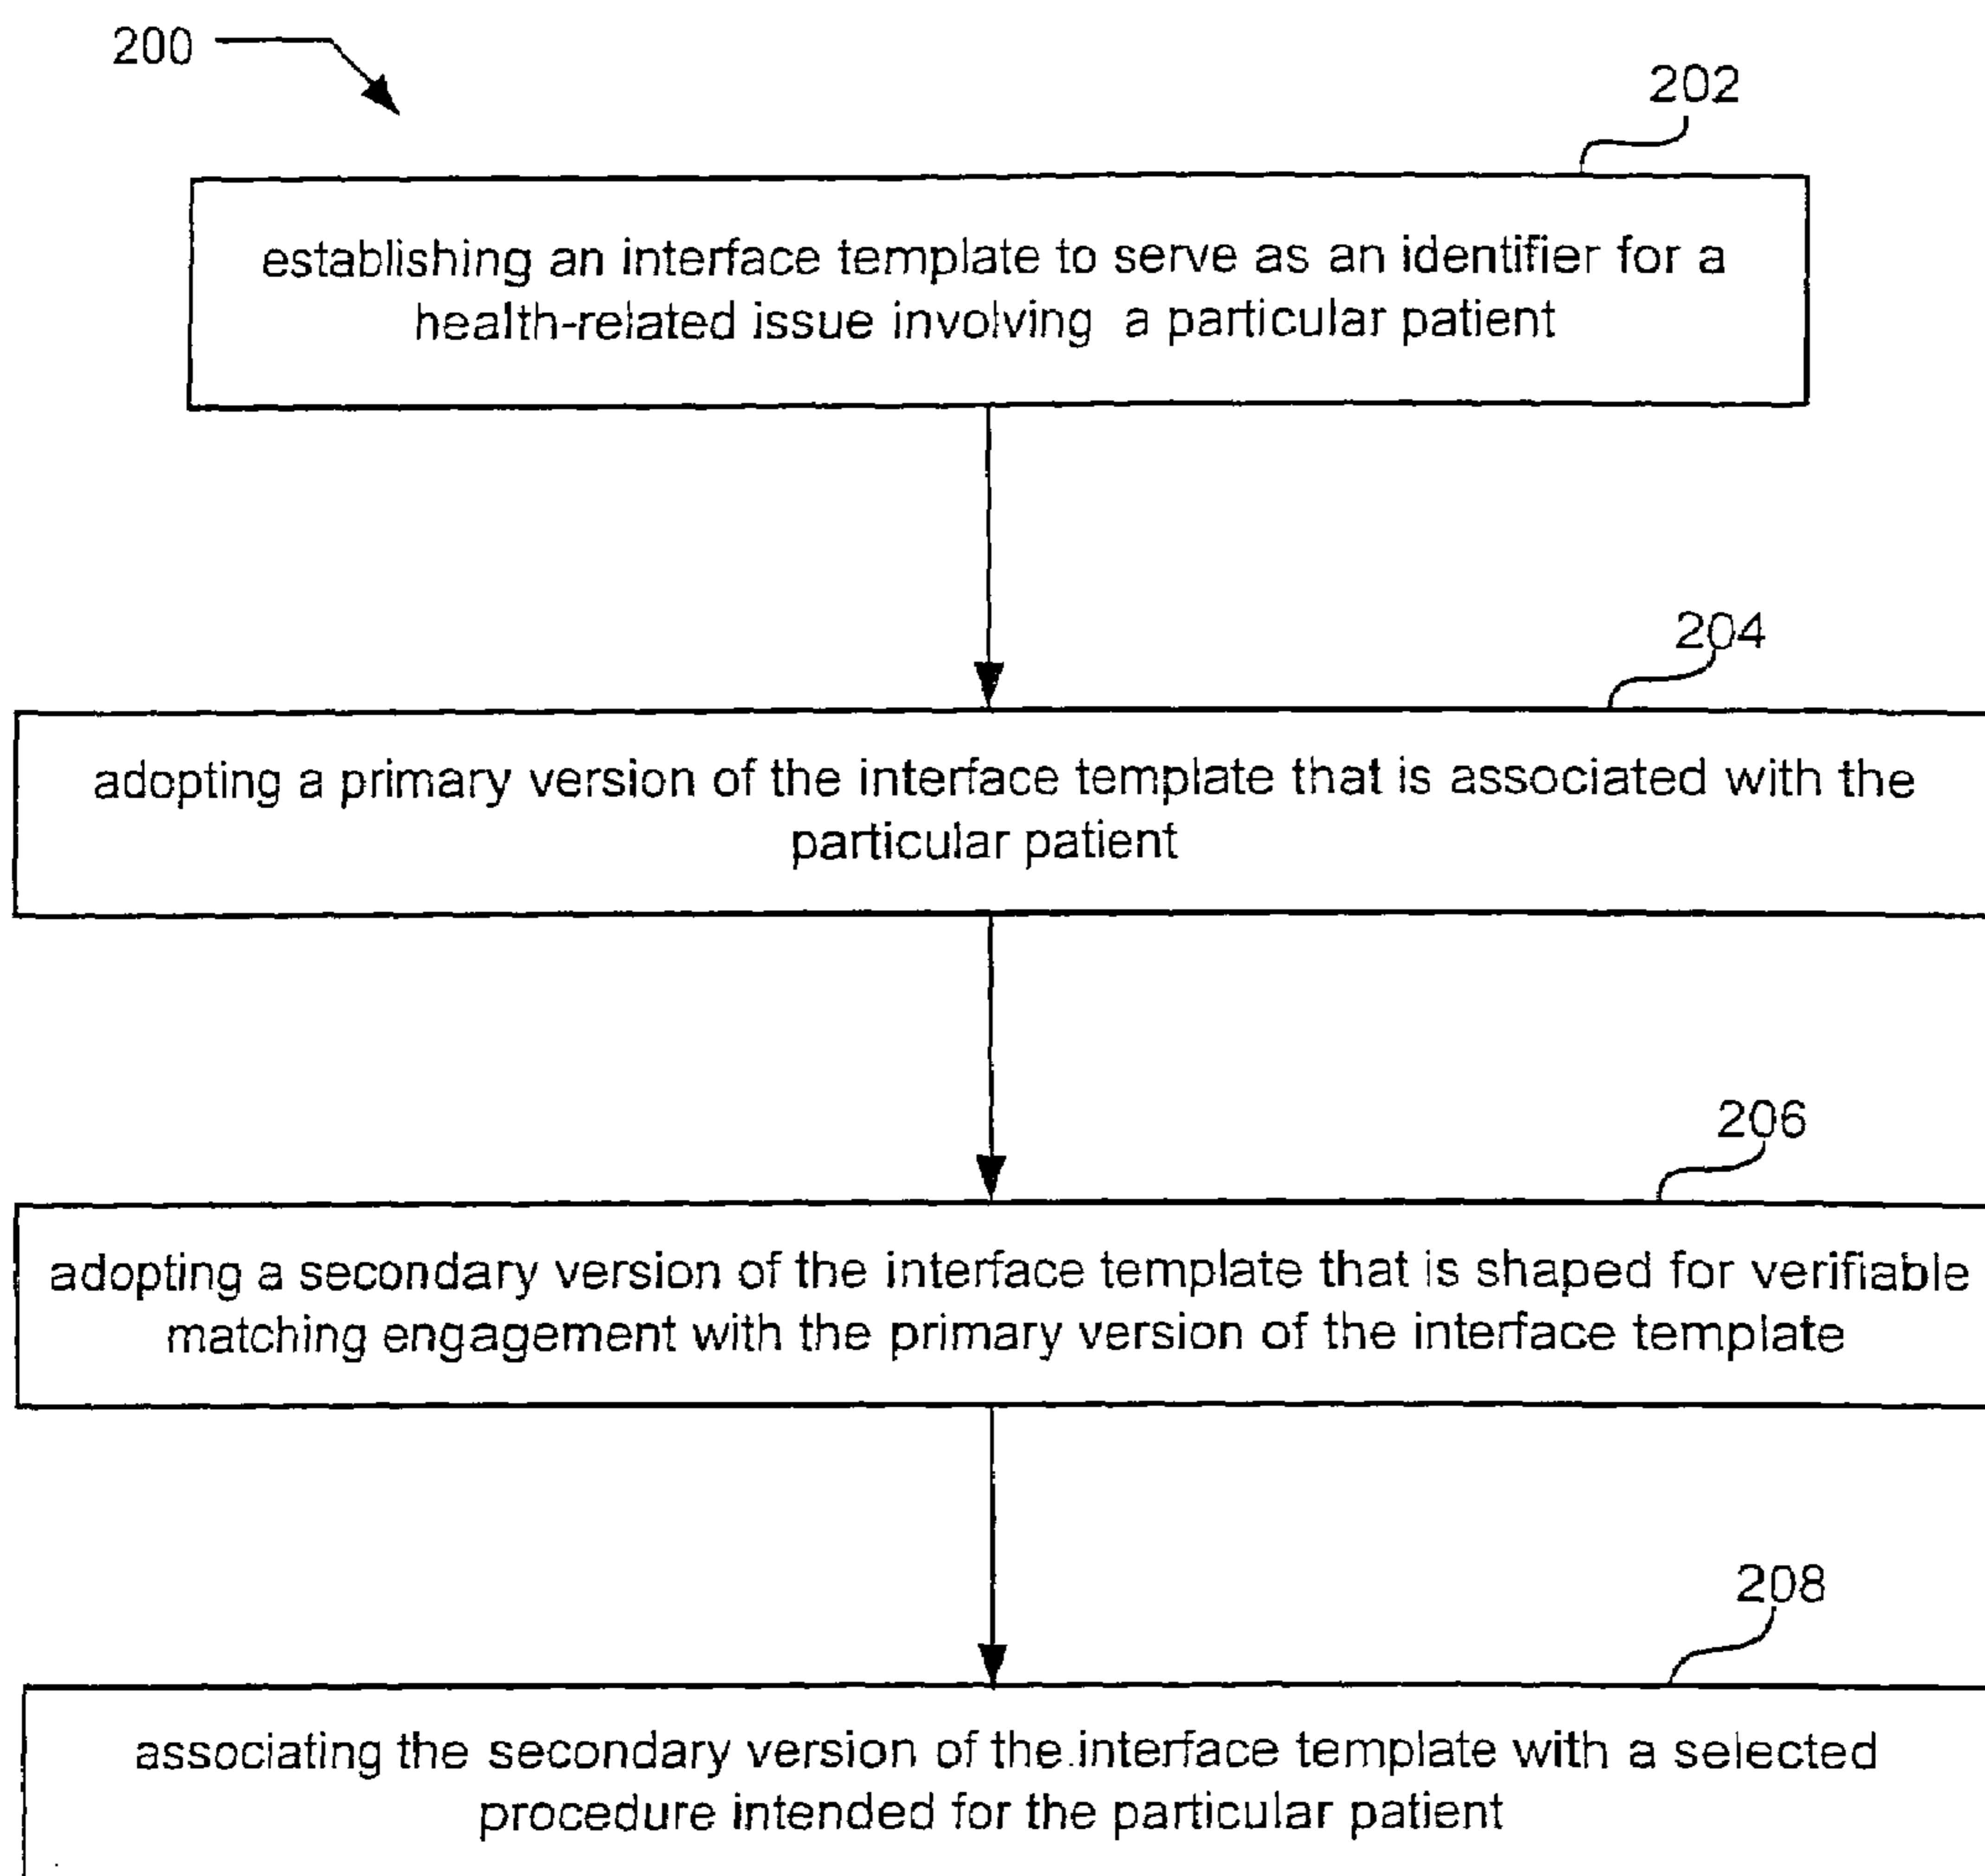 200
202
establishing an interface template to serve as an identifier for a
health-related issue involving a particular patient
204
adopting a primary version of the interface template that is associated with the
particular patient
206
adopting a secondary version of the interface template that is shaped for verifiable
matching engagement with the primary version of the interface template
208
associating the secondary version of the interface template with a selected
procedure intended for the particular patient